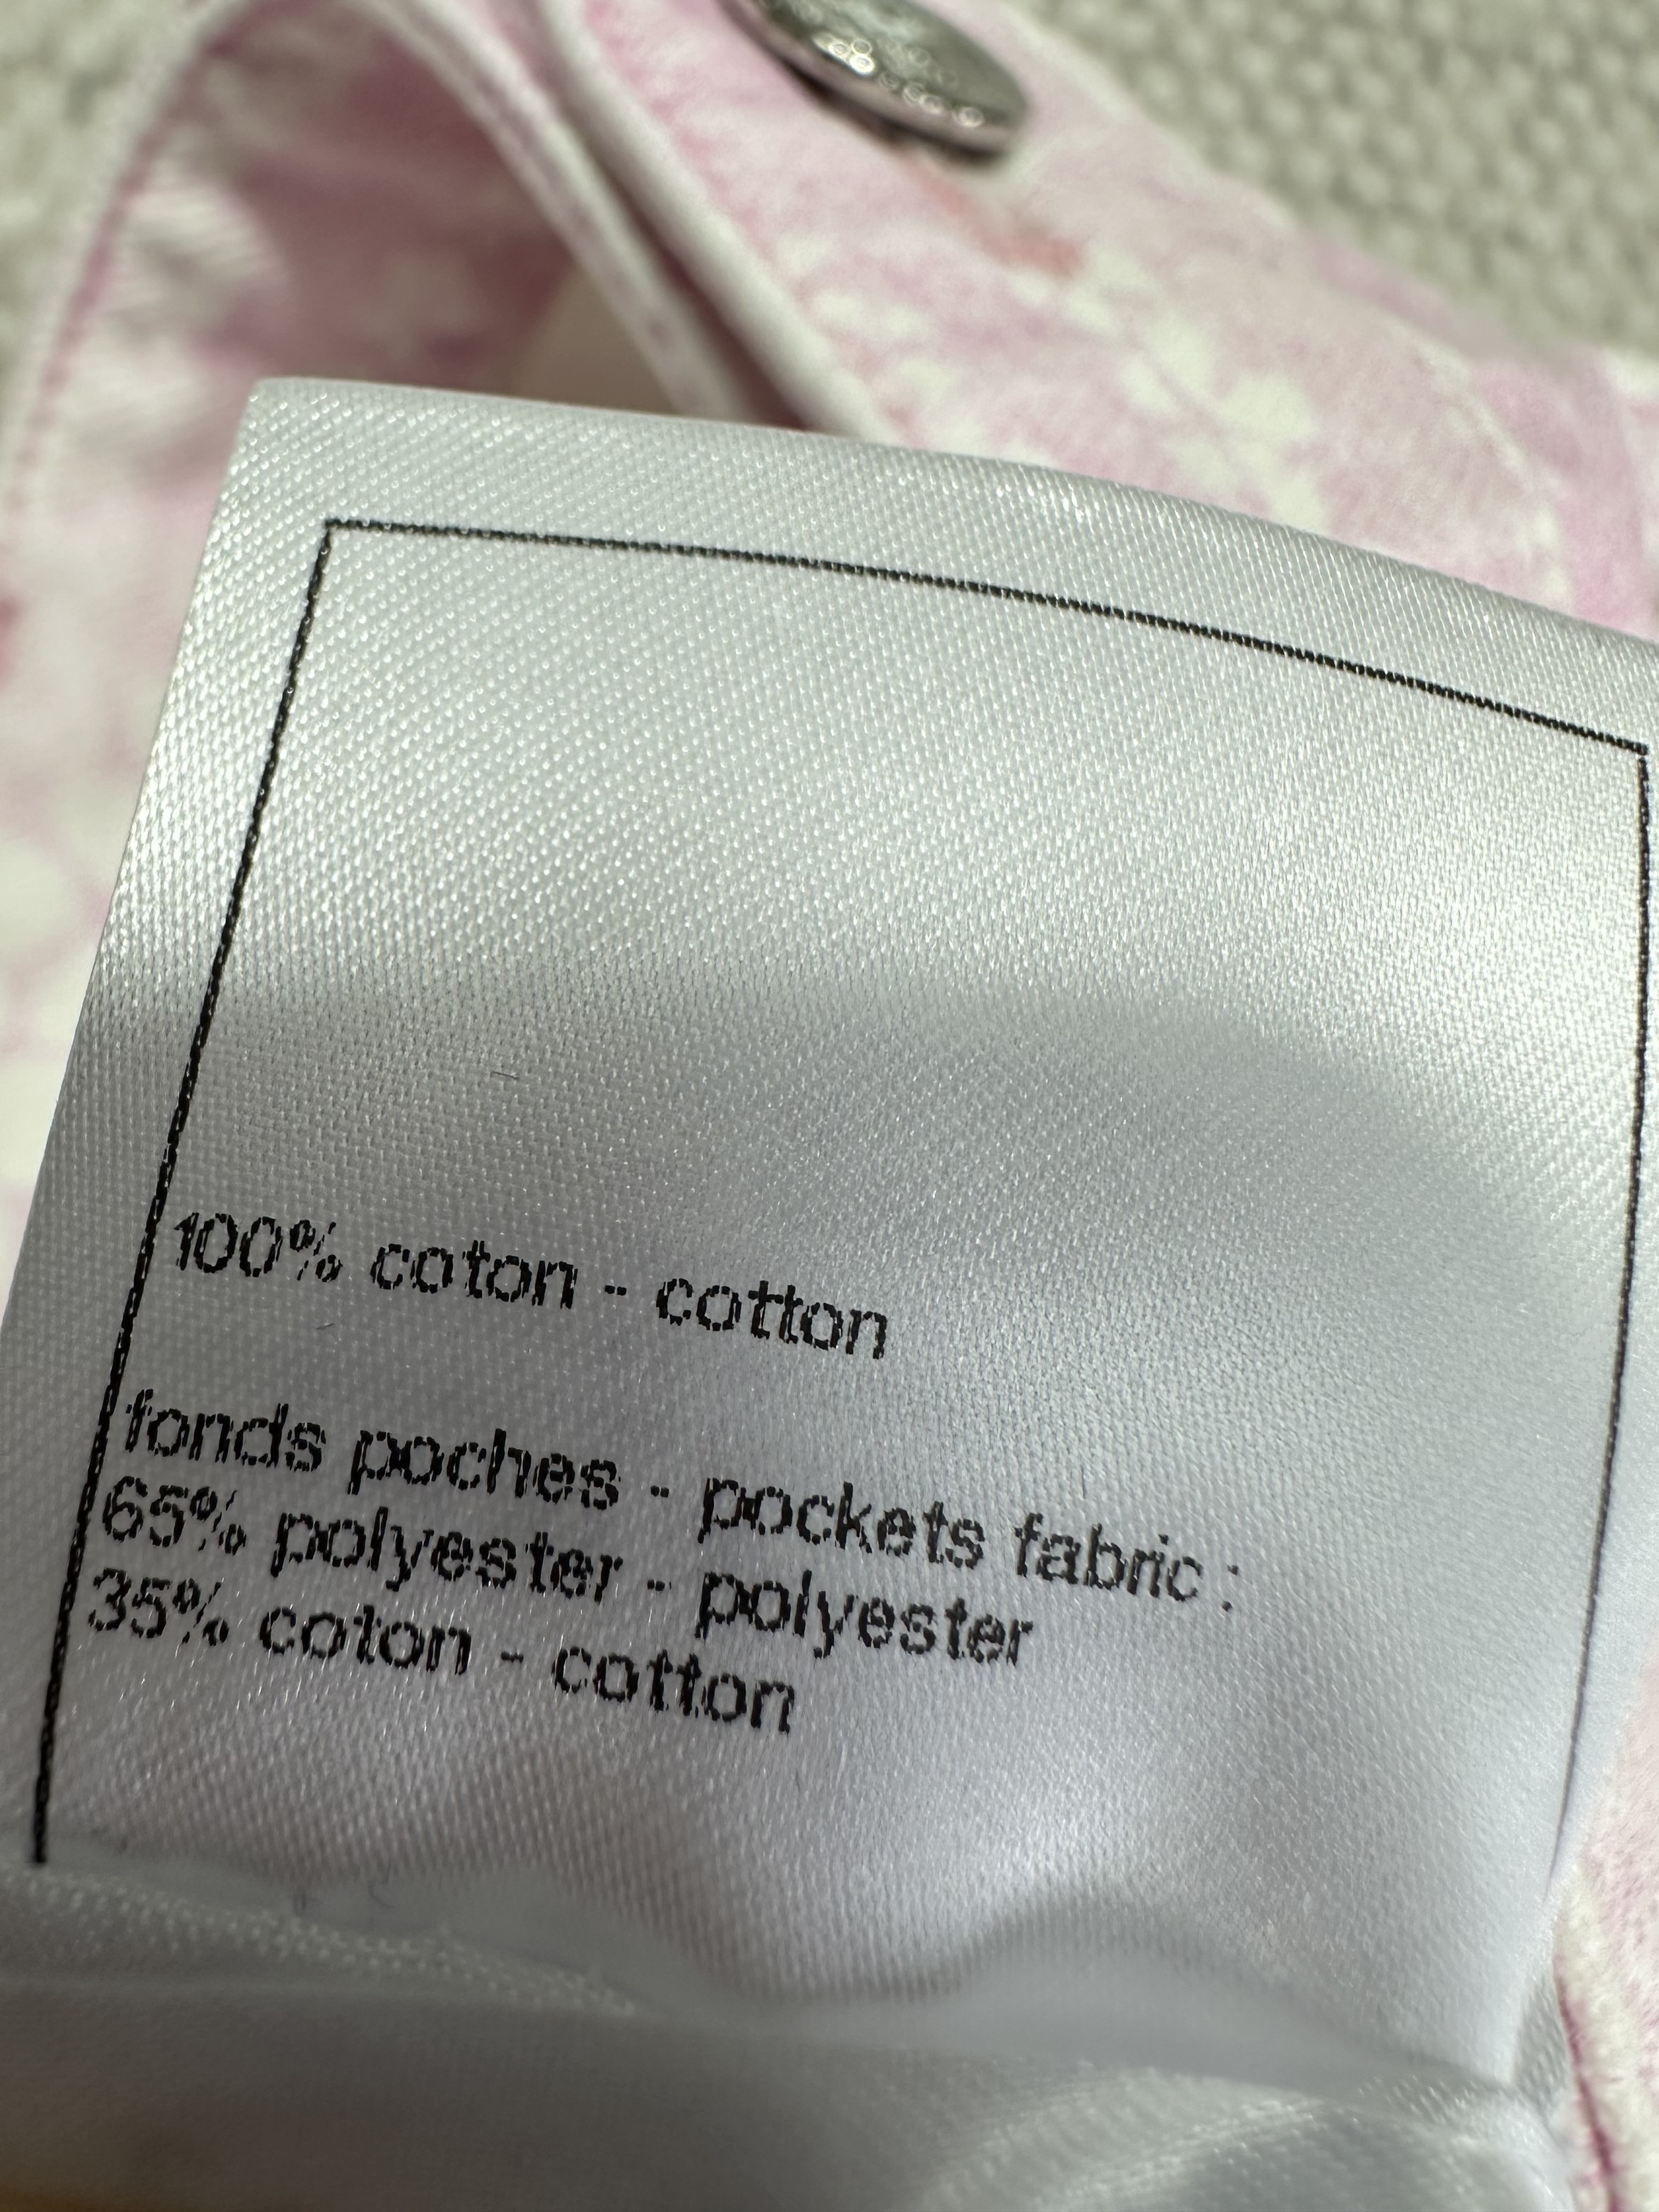 100% coton - cotton
fonds poches - pockets fabric :
65% polyester - polyester
35% coton - cotton